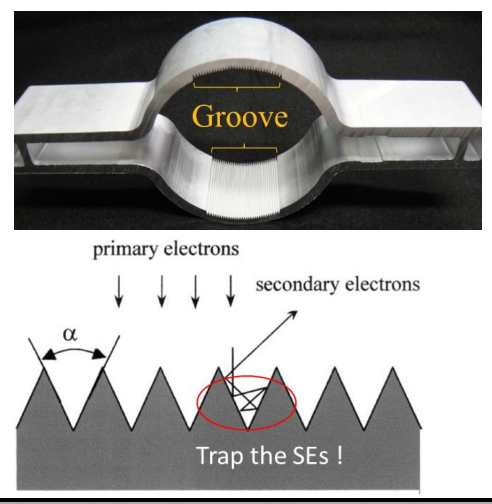 Groove
primary electrons
secondary electrons
α
Trap the SEs !